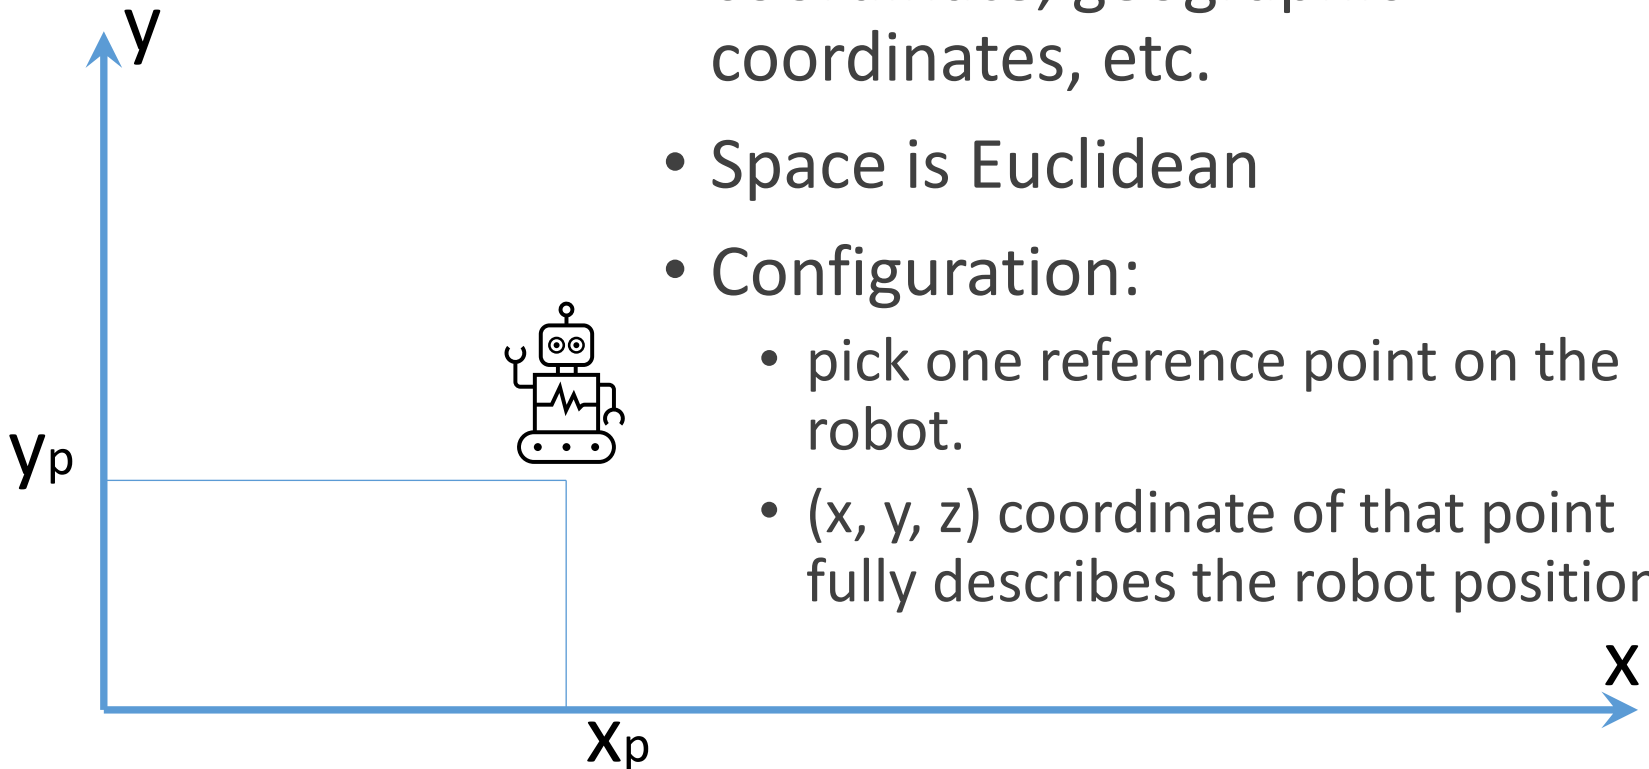 y
coordinates, etc.
• Space is Euclidean
• Configuration:
• pick one reference point on the
robot.
yp
• (x, y, z) coordinate of that point
fully describes the robot position
x
xp